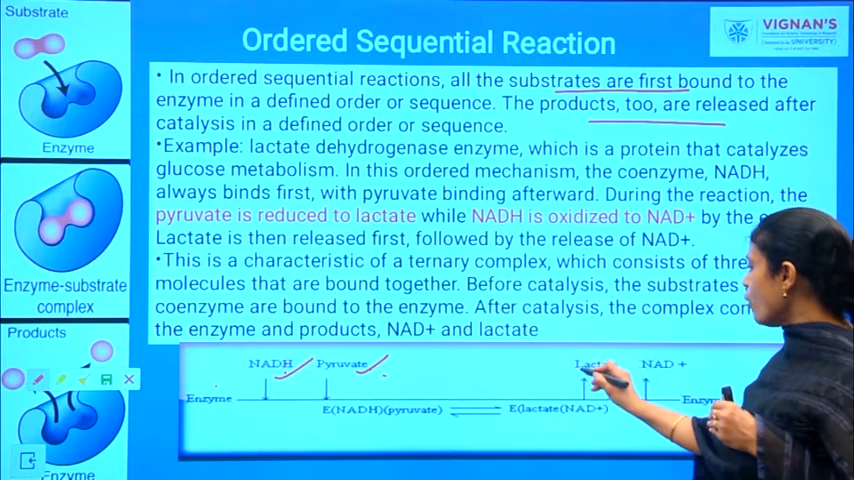 Substrate
Enzyme
Enzyme-substrate
complex
Products
Enzyme
VIGNAN'S
UNIVERSITY
Ordered Sequential Reaction
• In ordered sequential reactions, all the substrates are first bound to the
enzyme in a defined order or sequence. The products, too, are released after
catalysis in a defined order or sequence.
•Example: lactate dehydrogenase enzyme, which is a protein that catalyzes
glucose metabolism. In this ordered mechanism, the coenzyme, NADH,
always binds first, with pyruvate binding afterward. During the reaction, the
pyruvate is reduced to lactate while NADH is oxidized to NAD+ by the
Lactate is then released first, followed by the release of NAD+.
•This is a characteristic of a ternary complex, which consists of
molecules that are bound together. Before catalysis, the substrates
coenzyme are bound to the enzyme. After catalysis, the complex
the enzyme and products, NAD+ and lactate
NADH Pyruvate NAD +
Enzyme
E(NADH)(pyruvate) E(lactate(NAD+)